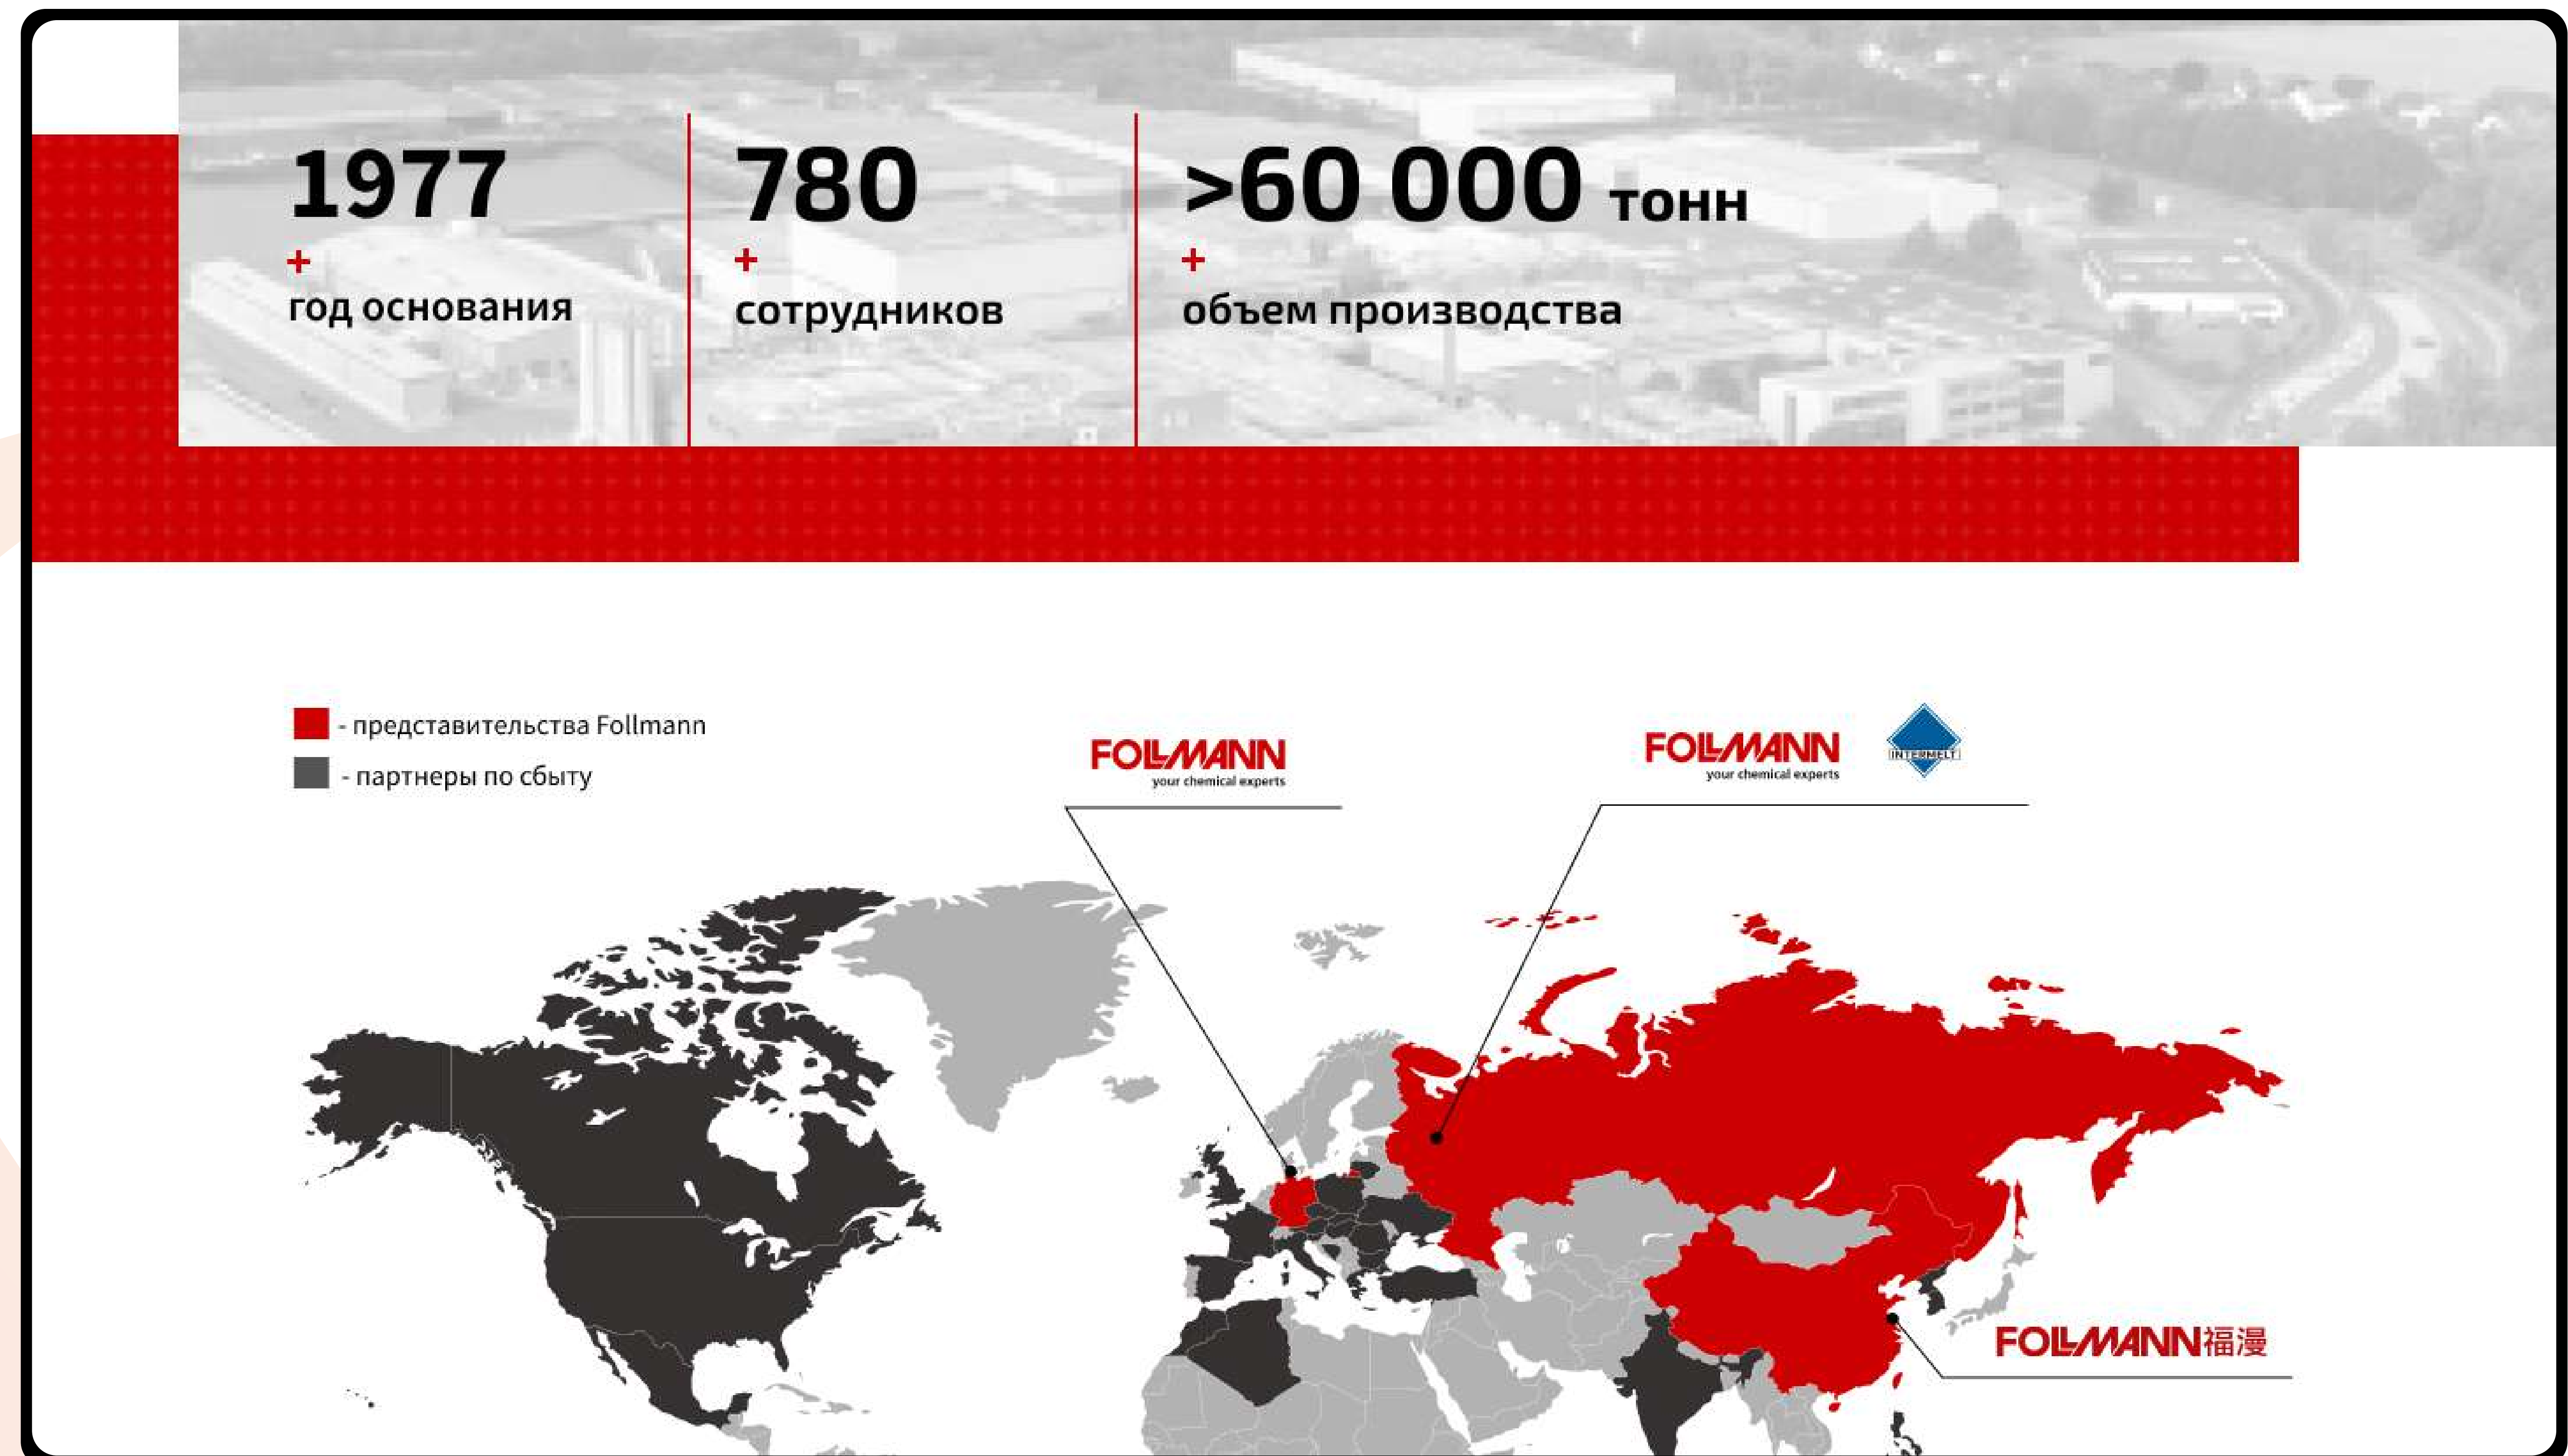 1977
+
год основания
780
+
сотрудников
>60 000 тонн
+
объем производства
- представительства Follmann
- партнеры по сбыту
FOLLMANN
your chemical experts
FOLLMANN
your chemical experts
INTERMELT
FOLLMANN福漫